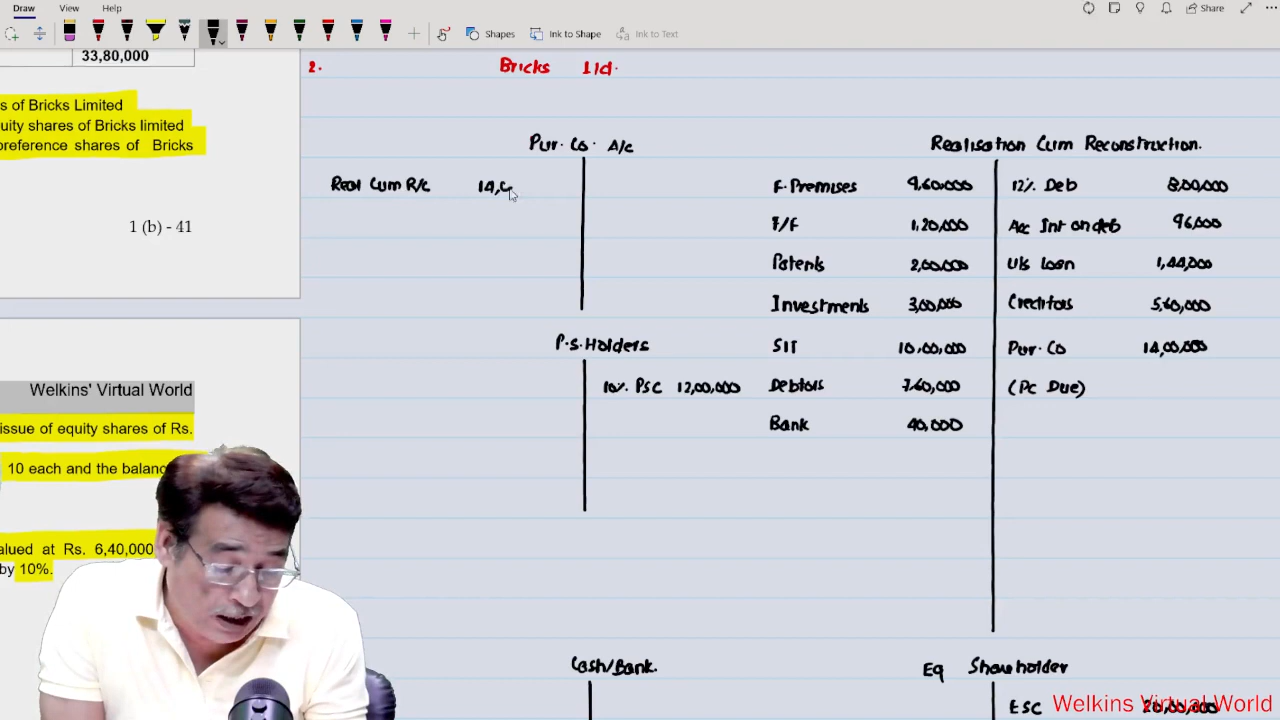 Draw View Help
Shapes Ink to Shape Ink to Text Share
33,80,000
s of Bricks Limited
uity shares of Bricks limited
preference shares of Bricks
1 (b) - 41
Welkins' Virtual World
issue of equity shares of Rs.
10 each and the balanc
alued at Rs. 6,40,000
by 10%.
2. Bricks Ltd.
Pur. Co. A/c
Real Cum R/c 14,0
P.S. Holders
10% PSC 12,00,000
Realisation Cum Reconstruction.
F. Premises 9,60,000 12% Deb 8,00,000
F/F 1,20,000 Acc Int on deb 96,000
Patents 2,00,000 U/s Loan 1,44,000
Investments 3,00,000 Creditors 5,60,000
SIT 10,00,000 Pur. Co 14,00,000
Debtors 7,60,000 (PC Due)
Bank 40,000
Cash/Bank.
Eq Shareholder
ESC 20,00,000
Welkins Virtual World